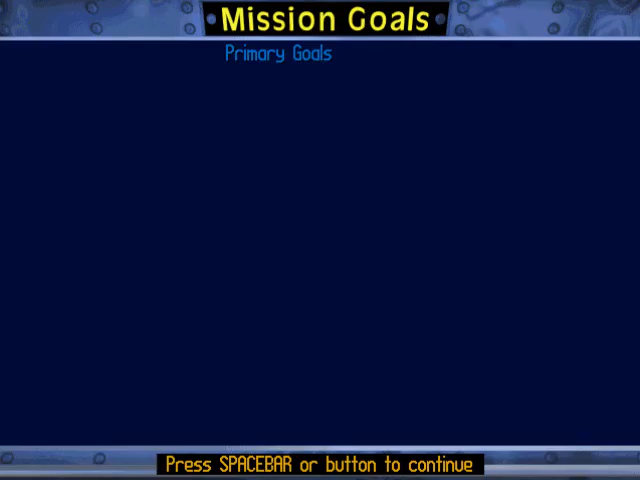 Mission Goals
Primary Goals
Press SPACEBAR or button to continue